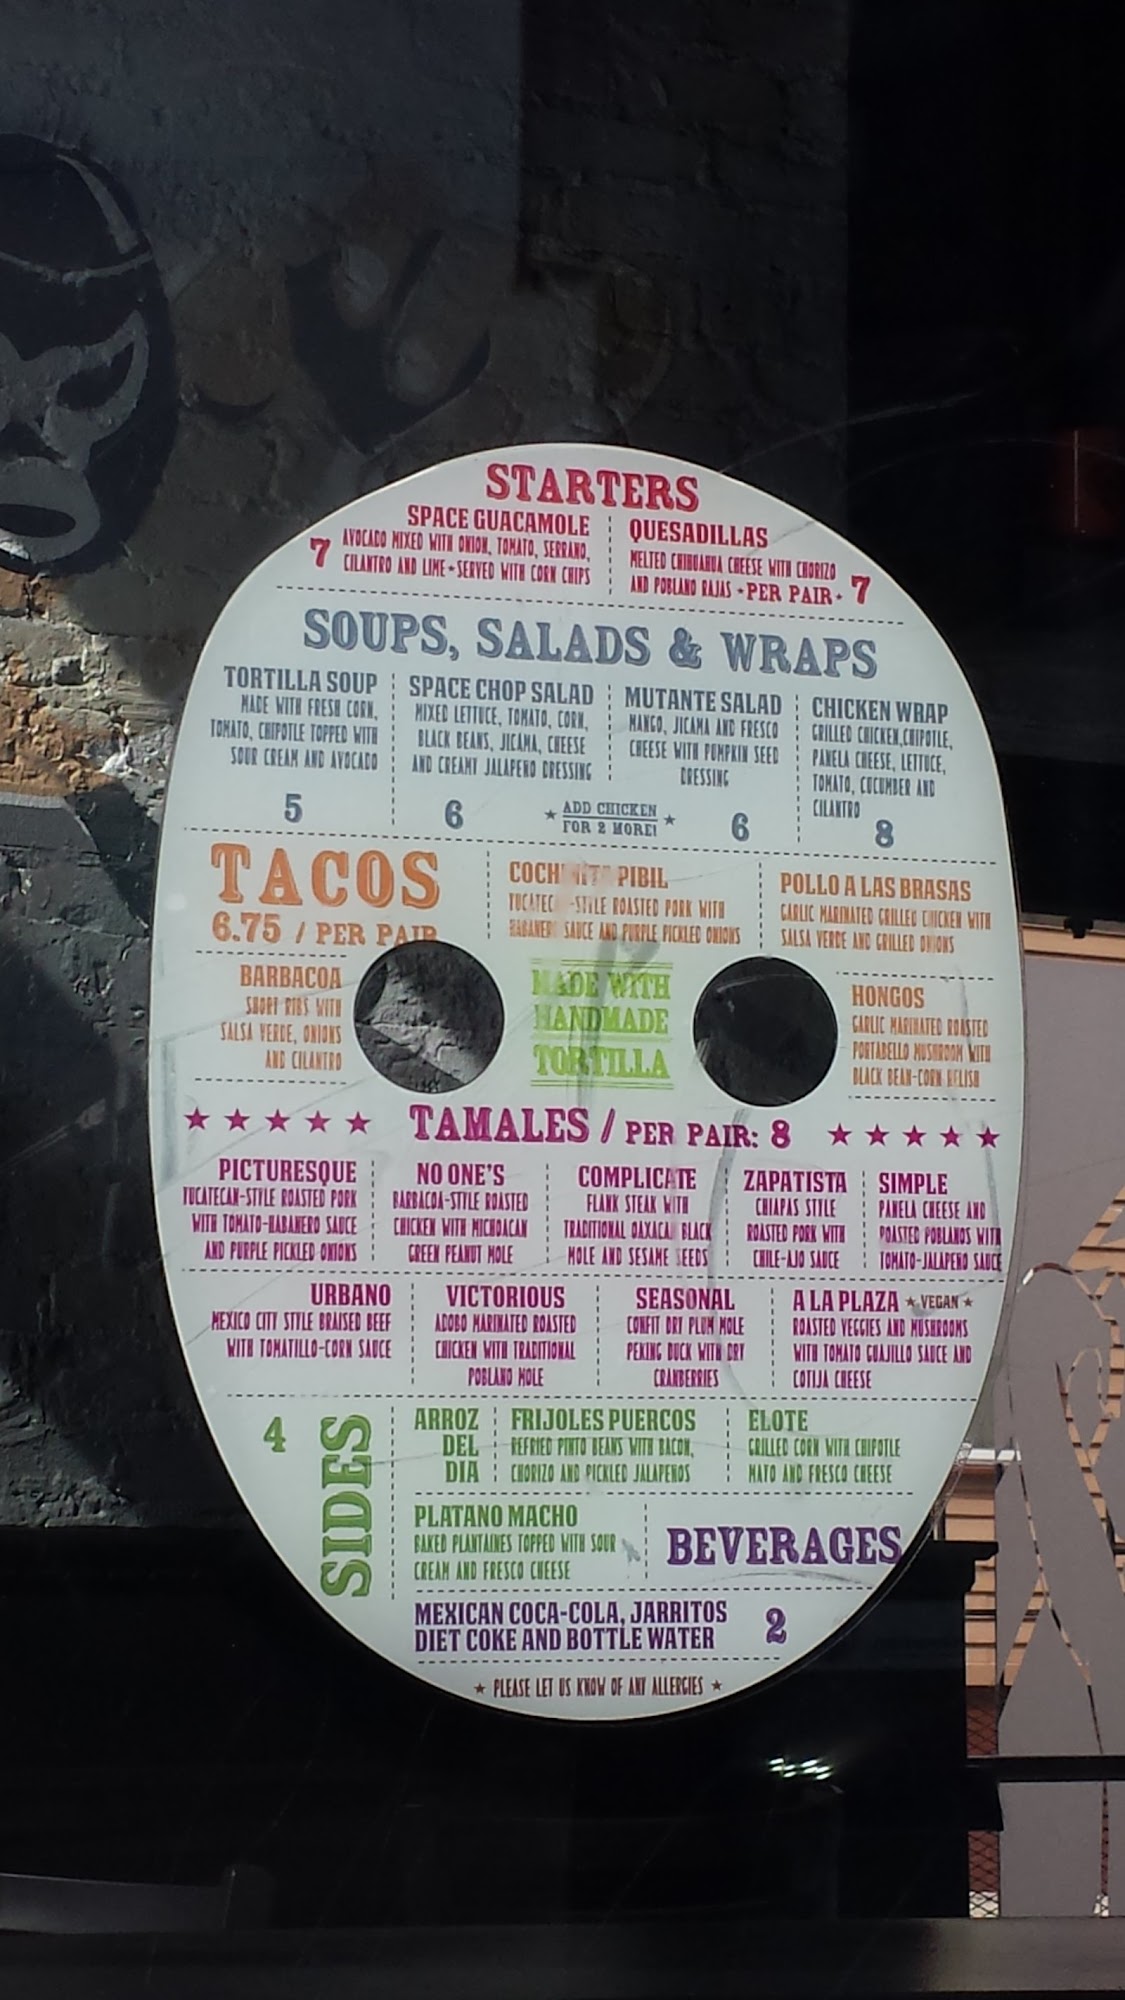 STARTERS
SPACE GUACAMOLE
7 AVOCADO MIXED WITH ONION, TOMATO, SERRANO,
CILANTRO AND LIME • SERVED WITH CORN CHIPS
QUESADILLAS
MELTED CHIHUAHUA CHEESE WITH CHORIZO
AND POBLANO RAJAS • PER PAIR • 7
SOUPS, SALADS & WRAPS
TORTILLA SOUP
MADE WITH FRESH CORN,
TOMATO, CHIPOTLE TOPPED WITH
SOUR CREAM AND AVOCADO
5
SPACE CHOP SALAD
MIXED LETTUCE, TOMATO, CORN,
BLACK BEANS, JICAMA, CHEESE
AND CREAMY JALAPENO DRESSING
6
MUTANTE SALAD
MANGO, JICAMA AND FRESCO
CHEESE WITH PUMPKIN SEED
DRESSING
★ ADD CHICKEN ★
FOR 2 MORE!
6
CHICKEN WRAP
GRILLED CHICKEN,CHIPOTLE,
PANELA CHEESE, LETTUCE,
TOMATO, CUCUMBER AND
CILANTRO
8
TACOS
6.75 / PER PAIR
COCHINITA PIBIL
YUCATECAN-STYLE ROASTED PORK WITH
HABANERO SAUCE AND PURPLE PICKLED ONIONS
POLLO A LAS BRASAS
GARLIC MARINATED GRILLED CHICKEN WITH
SALSA VERDE AND GRILLED ONIONS
BARBACOA
SHORT RIBS WITH
SALSA VERDE, ONIONS
AND CILANTRO
MADE WITH
HANDMADE
TORTILLA
HONGOS
GARLIC MARINATED ROASTED
PORTABELLO MUSHROOM WITH
BLACK BEAN-CORN RELISH
★ ★ ★ ★ ★ TAMALES / PER PAIR: 8 ★ ★ ★ ★ ★
PICTURESQUE
YUCATECAN-STYLE ROASTED PORK
WITH TOMATO-HABANERO SAUCE
AND PURPLE PICKLED ONIONS
NO ONE'S
BARBACOA-STYLE ROASTED
CHICKEN WITH MICHOACAN
GREEN PEANUT MOLE
COMPLICATE
FLANK STEAK WITH
TRADITIONAL OAXACAN BLACK
MOLE AND SESAME SEEDS
ZAPATISTA
CHIAPAS STYLE
ROASTED PORK WITH
CHILE-AJO SAUCE
SIMPLE
PANELA CHEESE AND
ROASTED POBLANOS WITH
TOMATO-JALAPENO SAUCE
URBANO
MEXICO CITY STYLE BRAISED BEEF
WITH TOMATILLO-CORN SAUCE
VICTORIOUS
ADOBO MARINATED ROASTED
CHICKEN WITH TRADITIONAL
POBLANO MOLE
SEASONAL
CONFIT DRY PLUM MOLE
PEKING DUCK WITH DRY
CRANBERRIES
A LA PLAZA ★ VEGAN ★
ROASTED VEGGIES AND MUSHROOMS
WITH TOMATO GUAJILLO SAUCE AND
COTIJA CHEESE
4 SIDES
ARROZ
DEL
DIA
FRIJOLES PUERCOS
REFRIED PINTO BEANS WITH BACON,
CHORIZO AND PICKLED JALAPENOS
ELOTE
GRILLED CORN WITH CHIPOTLE
MAYO AND FRESCO CHEESE
PLATANO MACHO
BAKED PLANTAINES TOPPED WITH SOUR
CREAM AND FRESCO CHEESE
BEVERAGES
MEXICAN COCA-COLA, JARRITOS
DIET COKE AND BOTTLE WATER
2
★ PLEASE LET US KNOW OF ANY ALLERGIES ★